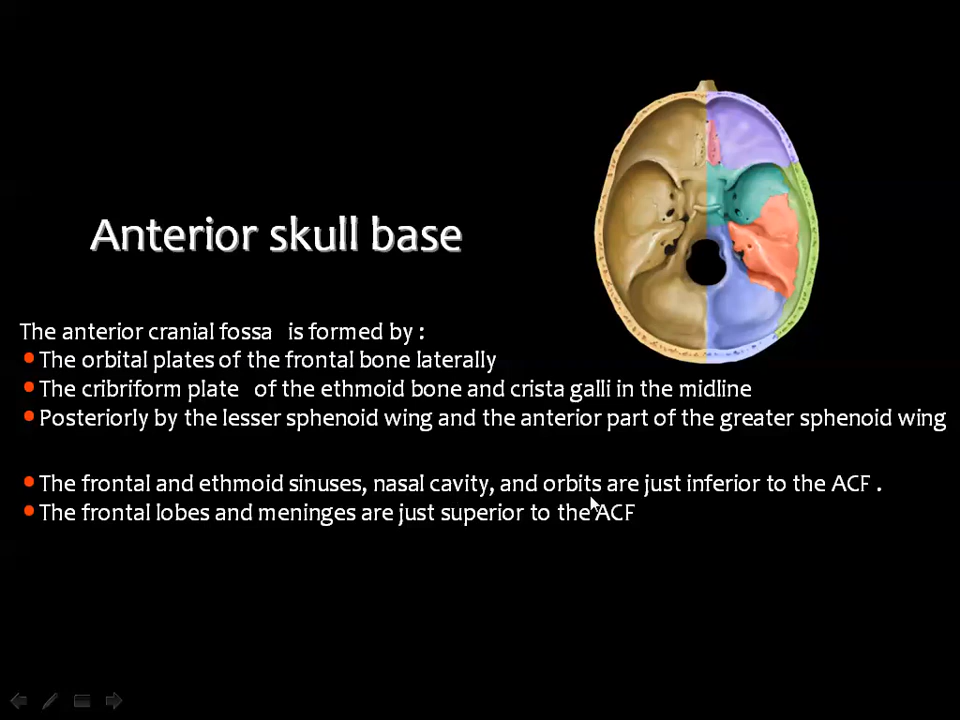 Anterior skull base
The anterior cranial fossa is formed by :
The orbital plates of the frontal bone laterally
The cribriform plate of the ethmoid bone and crista galli in the midline
Posteriorly by the lesser sphenoid wing and the anterior part of the greater sphenoid wing
The frontal and ethmoid sinuses, nasal cavity, and orbits are just inferior to the ACF .
The frontal lobes and meninges are just superior to the ACF